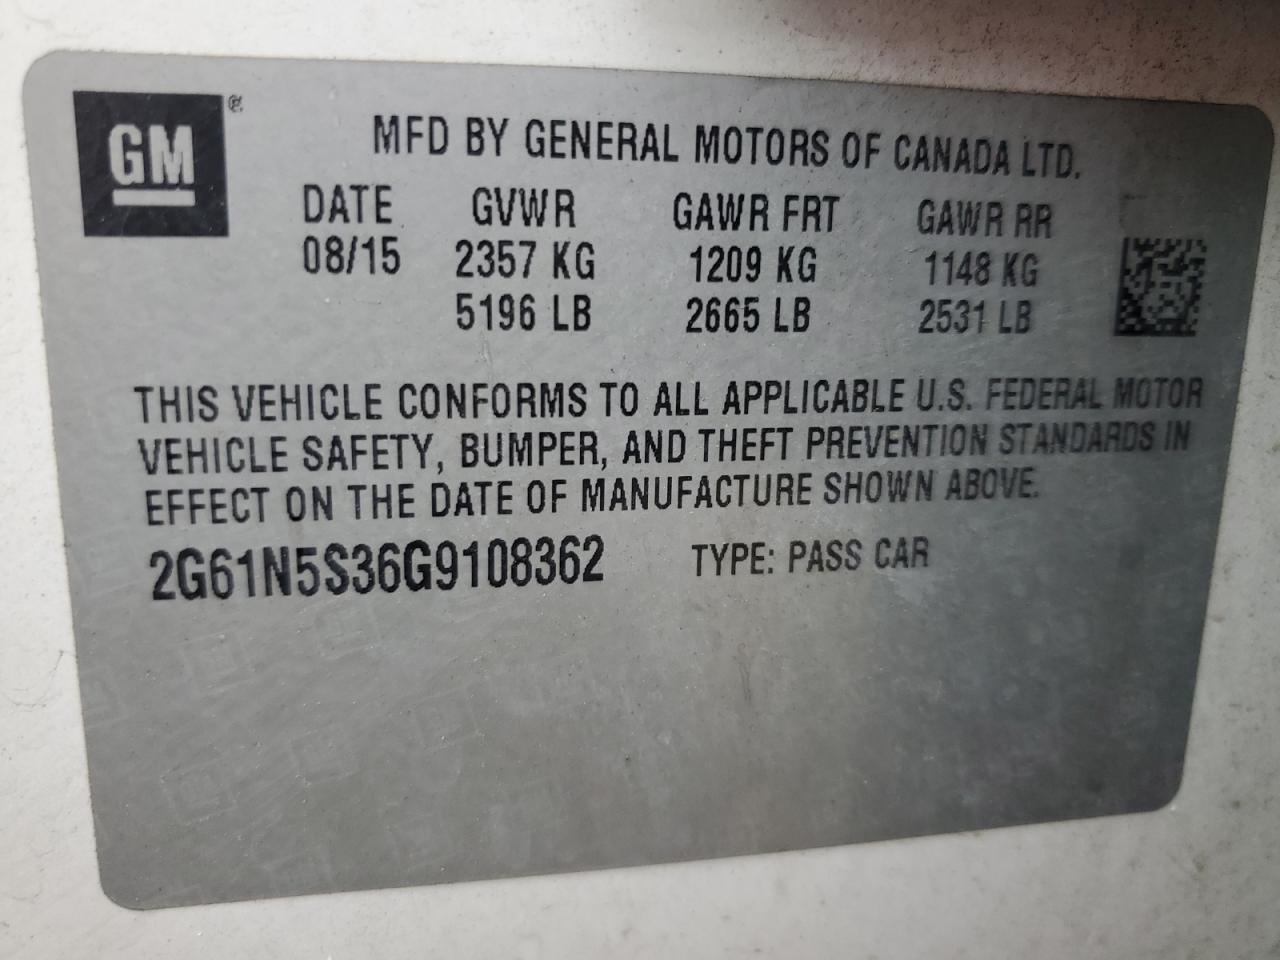 GM ®
MFD BY GENERAL MOTORS OF CANADA LTD.
DATE GVWR GAWR FRT GAWR RR
08/15 2357 KG 1209 KG 1148 KG
5196 LB 2665 LB 2531 LB
THIS VEHICLE CONFORMS TO ALL APPLICABLE U.S. FEDERAL MOTOR
VEHICLE SAFETY, BUMPER, AND THEFT PREVENTION STANDARDS IN
EFFECT ON THE DATE OF MANUFACTURE SHOWN ABOVE.
2G61N5S36G9108362 TYPE: PASS CAR